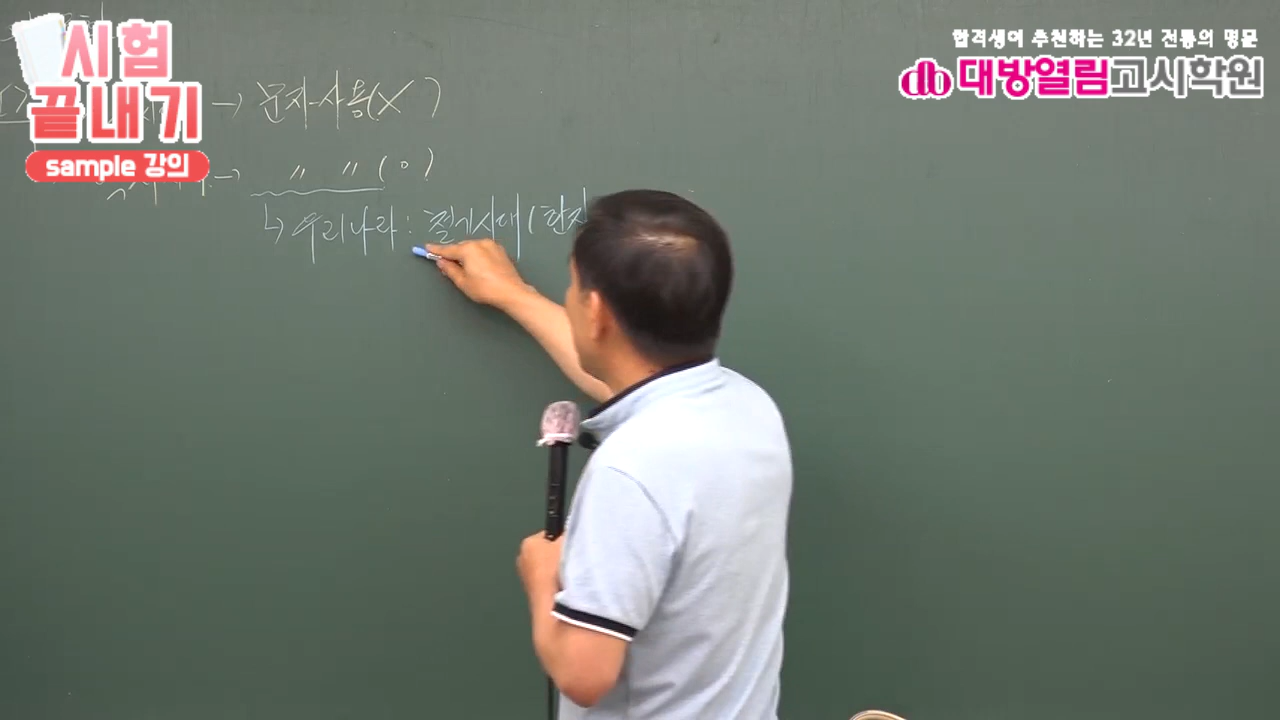 시험
끝내기
sample 강의
합격생이 추천하는 32년 전통의 명문
대방열림고시학원
→ 문자사용(X)
→ 〃 〃 (o)
↳ 우리나라 : 철기시대 (한자